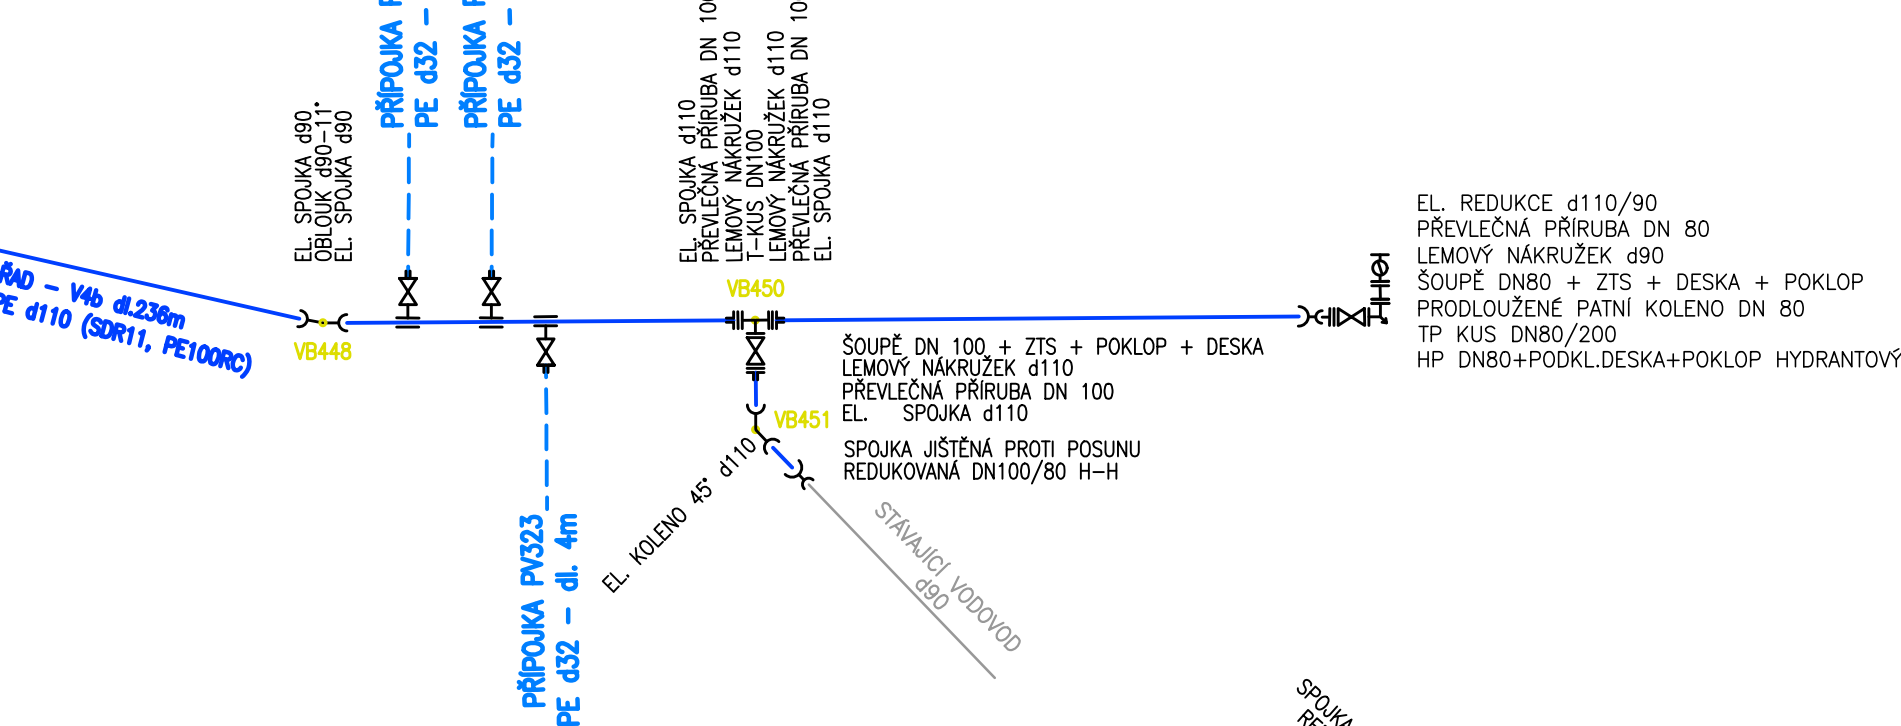 PŘÍPOJKA
PE d32 -
PŘÍPOJKA
PE d32 -
EL. SPOJKA d90
OBLOUK d90-11°
EL. SPOJKA d90
EL. SPOJKA d110
PŘEVLEČNÁ PŘÍRUBA DN 100
LEMOVÝ NÁKRUŽEK d110
T-KUS DN100
LEMOVÝ NÁKRUŽEK d110
PŘEVLEČNÁ PŘÍRUBA DN 10
EL. SPOJKA d110
EL. REDUKCE d110/90
PŘEVLEČNÁ PŘÍRUBA DN 80
LEMOVÝ NÁKRUŽEK d90
ŠOUPĚ DN80 + ZTS + DESKA + POKLOP
PRODLOUŽENÉ PATNÍ KOLENO DN 80
TP KUS DN80/200
HP DN80+PODKL.DESKA+POKLOP HYDRANTOVÝ
ŘAD - V4b dl.236m
PE d110 (SDR11, PE100RC)
VB448
VB450
ŠOUPĚ DN 100 + ZTS + POKLOP + DESKA
LEMOVÝ NÁKRUŽEK d110
PŘEVLEČNÁ PŘÍRUBA DN 100
EL. SPOJKA d110
VB451
SPOJKA JIŠTĚNÁ PROTI POSUNU
REDUKOVANÁ DN100/80 H-H
EL. KOLENO 45° d110
STÁVAJÍCÍ VODOVOD
d90
PŘÍPOJKA PV323
PE d32 - dl. 4m
SPOJKA